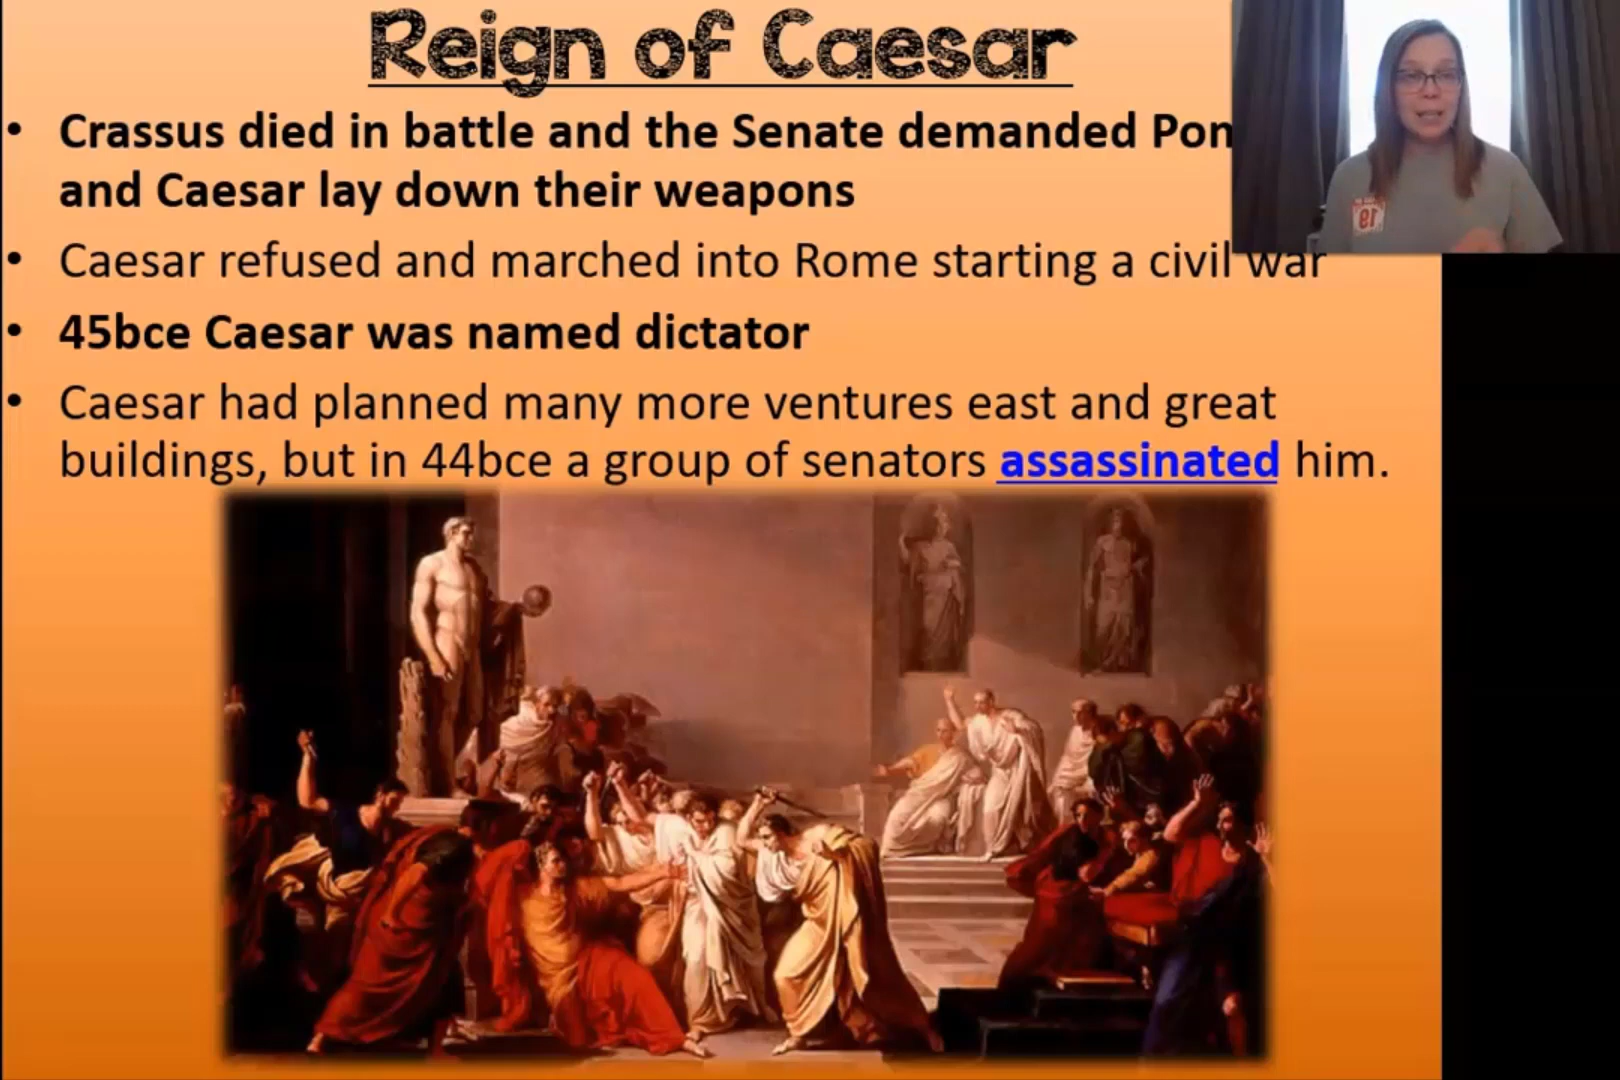 Reign of Caesar
• Crassus died in battle and the Senate demanded
and Caesar lay down their weapons
• Caesar refused and marched into Rome starting a civil war
• 45bce Caesar was named dictator
• Caesar had planned many more ventures east and great
buildings, but in 44bce a group of senators assassinated him.
19